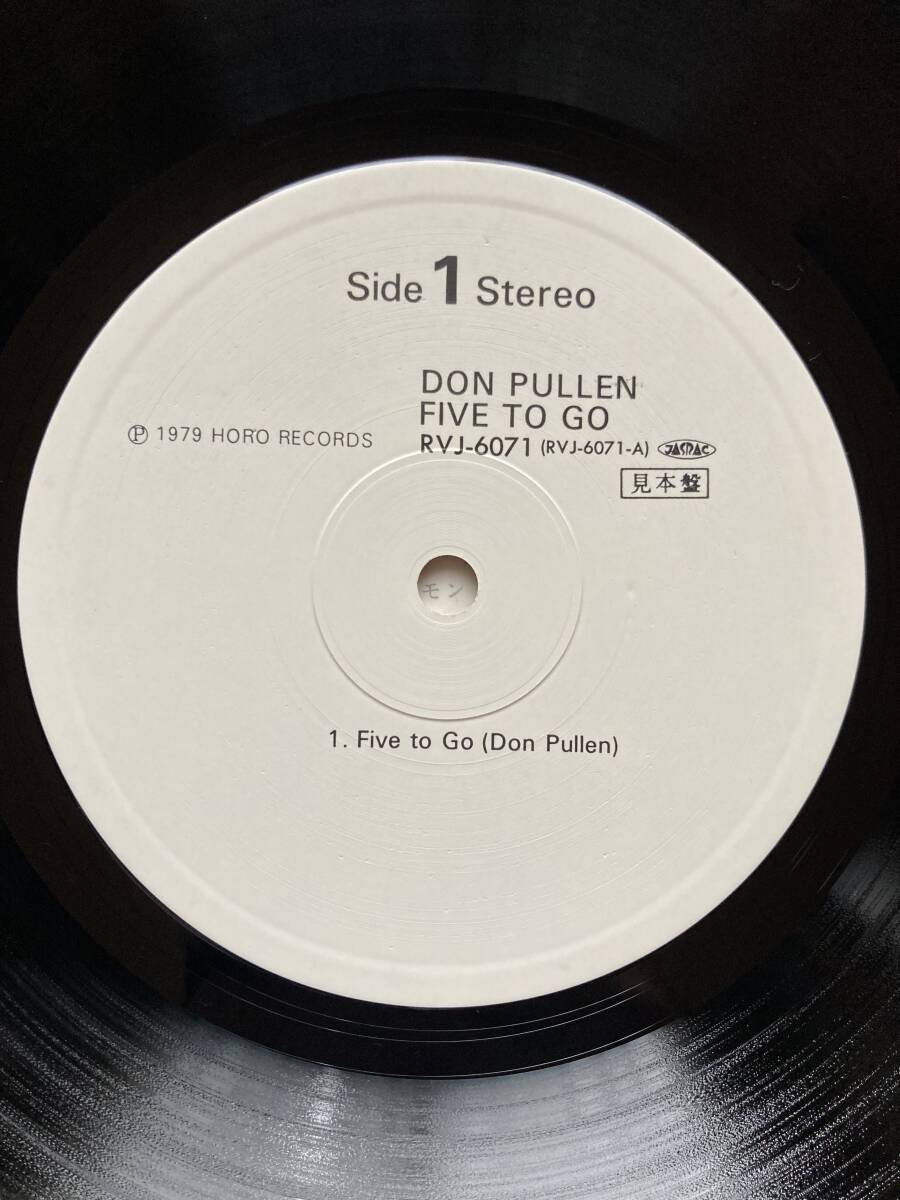 Side 1 Stereo
DON PULLEN
FIVE TO GO
Ⓟ 1979 HORO RECORDS
RVJ-6071 (RVJ-6071-A) JASRAC
見本盤
モン
1. Five to Go (Don Pullen)